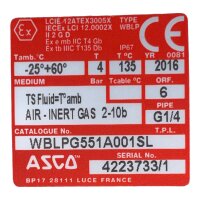 LCIE 12ATEX3005X TYPE
IECEx LCI 12.0002X WBLP
II 2 G D
Ex e mb IIC T4 Gb
Ex tb IIIC T135 Db IP67
Tamb.°C T T.°C YR 0081
-25°+60° 4 135 2016
MEDIUM Bar ORF.
TS Fluid=T°amb 6
AIR - INERT GAS 2-10b PIPE
G1/4
CATALOGUE No T.P.L.
WBLPG551A001SL
SERIAL No.
ASCA 4223733/1
BP17 28111 LUCE FRANCE